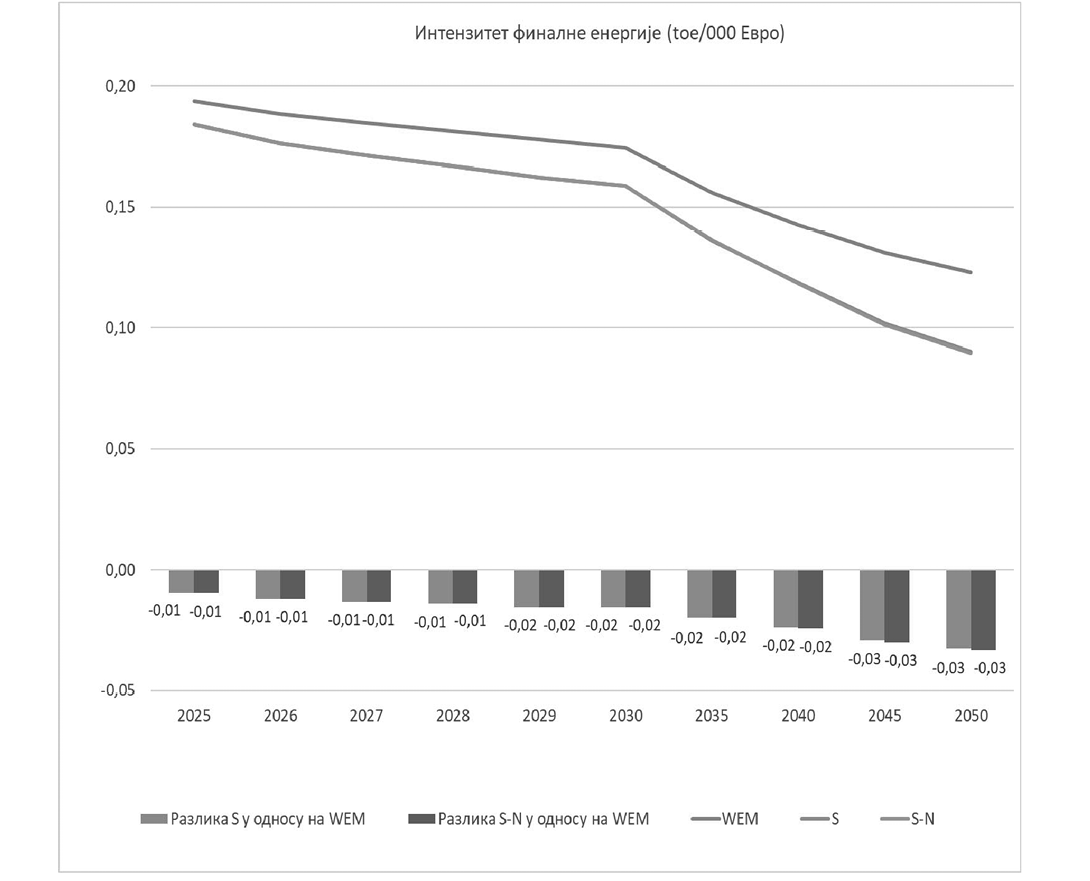 Интензитет финалне енергије (toe/000 Евро)
0,20
0,15
0,10
0,05
0,00
-0,05
-0,01 -0,01 -0,01 -0,01 -0,01 -0,01 -0,01 -0,01 -0,02 -0,02 -0,02 -0,02 -0,02 -0,02 -0,02 -0,02 -0,03 -0,03 -0,03 -0,03
2025 2026 2027 2028 2029 2030 2035 2040 2045 2050
Разлика S у односу на WEM Разлика S-N у односу на WEM WEM S S-N